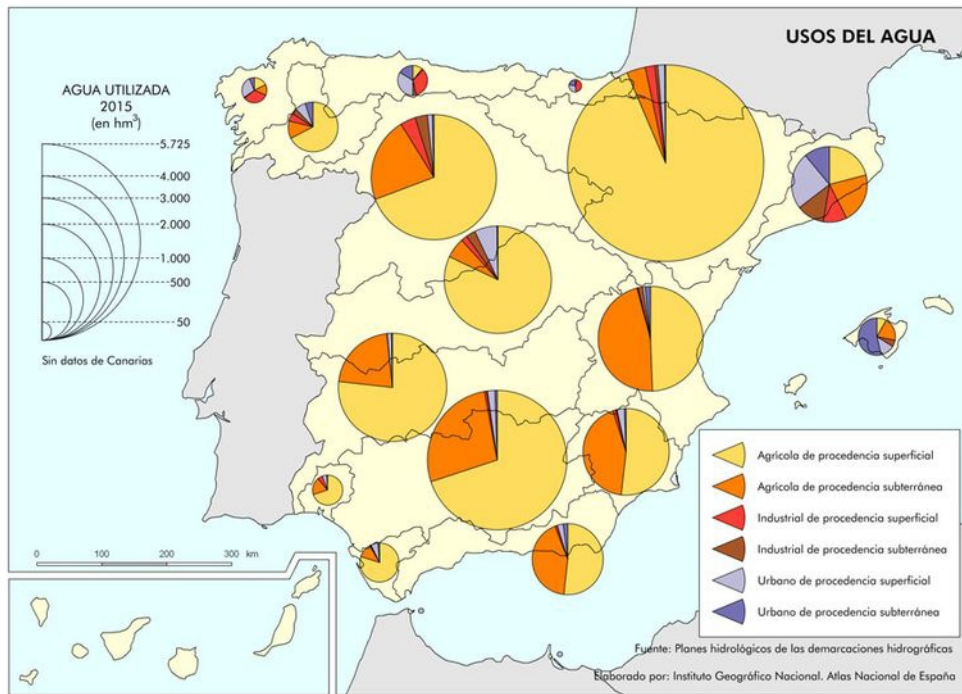 USOS DEL AGUA
AGUA UTILIZADA
2015
(en hm³)
5.725
4.000
3.000
2.000
1.000
500
50
Sin datos de Canarias
0 100 200 300 km
Agrícola de procedencia superficial
Agrícola de procedencia subterránea
Industrial de procedencia superficial
Industrial de procedencia subterránea
Urbano de procedencia superficial
Urbano de procedencia subterránea
Fuente: Planes hidrológicos de las demarcaciones hidrográficas
Elaborado por: Instituto Geográfico Nacional. Atlas Nacional de España